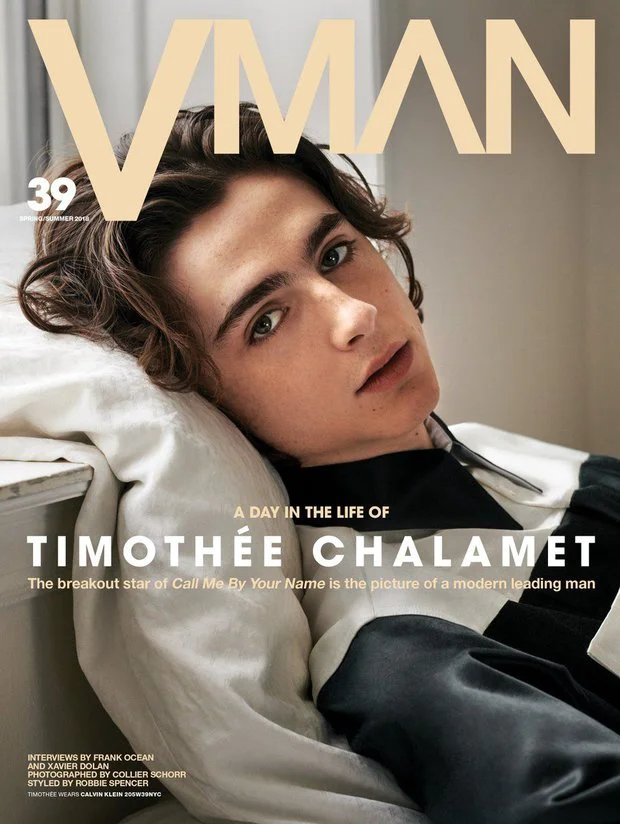 VMAN
39
SPRING/SUMMER 2018
A DAY IN THE LIFE OF
TIMOTHÉE CHALAMET
The breakout star of Call Me By Your Name is the picture of a modern leading man
INTERVIEWS BY FRANK OCEAN
AND XAVIER DOLAN
PHOTOGRAPHED BY COLLIER SCHORR
STYLED BY ROBBIE SPENCER
TIMOTHÉE WEARS CALVIN KLEIN 205W39NYC